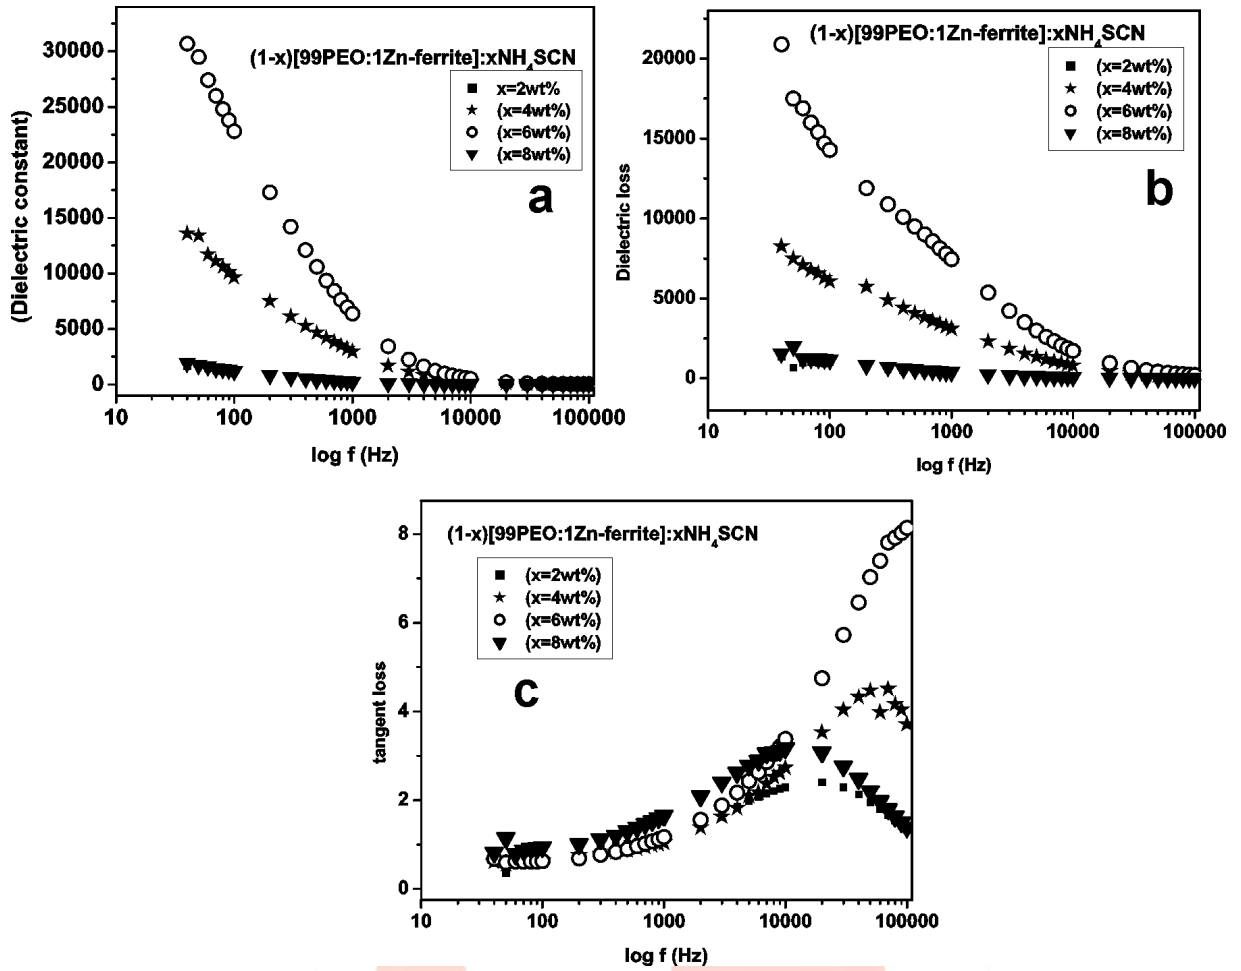 (1-x)[99PEO:1Zn-ferrite]:xNH4SCN
x=2wt%
(x=4wt%)
(x=6wt%)
(x=8wt%)
a
(Dielectric constant)
30000
25000
20000
15000
10000
5000
0
10 100 1000 10000 100000
log f (Hz)
(1-x)[99PEO:1Zn-ferrite]:xNH4SCN
(x=2wt%)
(x=4wt%)
(x=6wt%)
(x=8wt%)
b
Dielectric loss
20000
15000
10000
5000
0
10 100 1000 10000 100000
log f (Hz)
(1-x)[99PEO:1Zn-ferrite]:xNH4SCN
(x=2wt%)
(x=4wt%)
(x=6wt%)
(x=8wt%)
c
tangent loss
8
6
4
2
0
10 100 1000 10000 100000
log f (Hz)